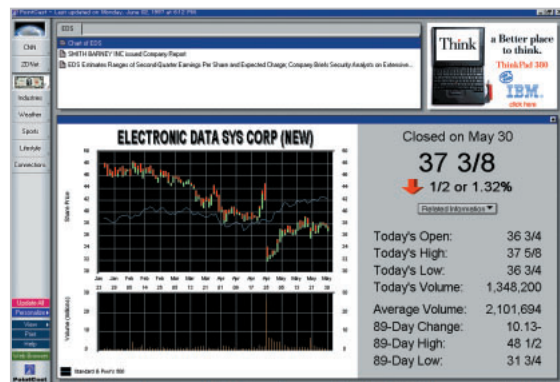 PointCast - Last updated on Monday, June 02, 1997 at 5:12 PM.
EDS
Chart of EDS
SMITH BARNEY INC issued Company Report
EDS Estimates Ranges of Second-Quarter Earnings Per Share and Expected Charge; Company Briefs Security Analysts on Extensive...
Think
a Better place
to think.
ThinkPad 380
IBM
click here
CNN
ZDNet
Industries
Weather
Sports
Lifestyle
Connections
Update All
Personalize
View
Print
Help
Web Browser
PointCast
ELECTRONIC DATA SYS CORP (NEW)
Share Price
Volume (millions)
Standard & Poor's 500
Closed on May 30
37 3/8
1/2 or 1.32%
Related Information
Today's Open: 36 3/4
Today's High: 37 5/8
Today's Low: 36 3/4
Today's Volume: 1,348,200
Average Volume: 2,101,694
89-Day Change: 10.13-
89-Day High: 48 1/2
89-Day Low: 31 3/4